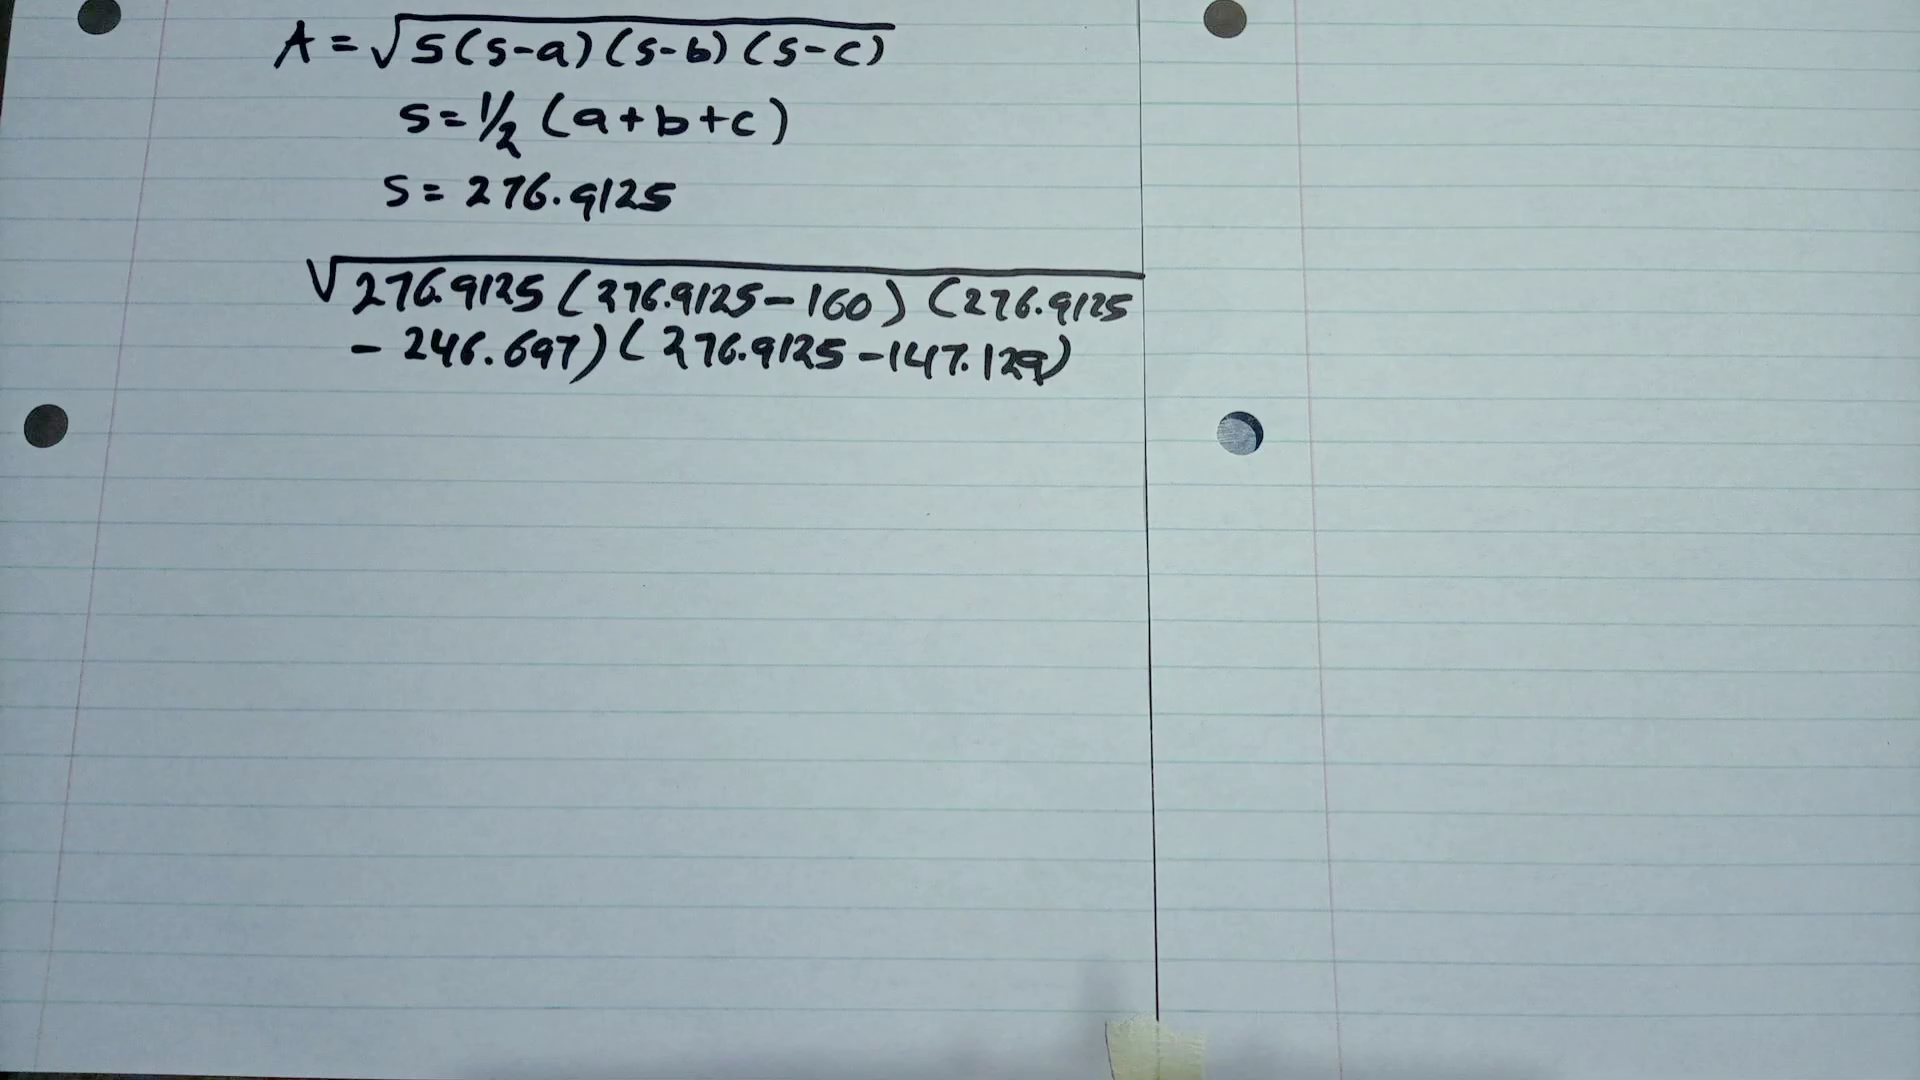 A = √s(s-a)(s-b)(s-c)
s = 1/2 (a+b+c)
s = 276.9125
√276.9125(276.9125-160)(276.9125
- 246.697)(276.9125-147.129)